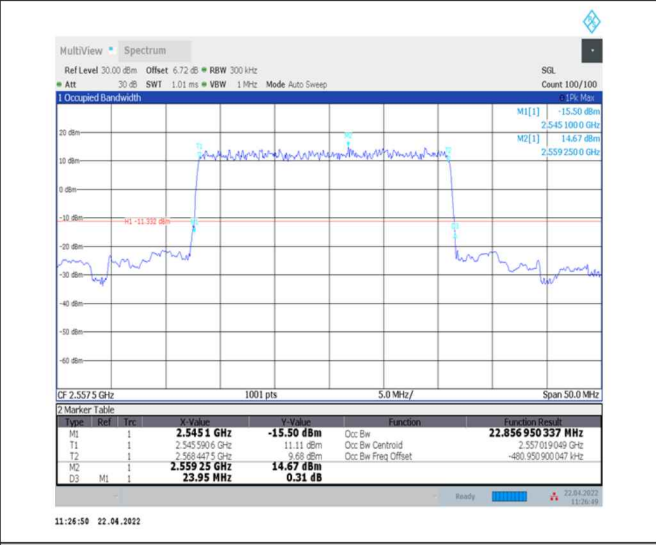 MultiView Spectrum
Ref Level 30.00 dBm Offset 6.72 dB RBW 300 kHz SGL
Att 30 dB SWT 1.01 ms VBW 1 MHz Mode Auto Sweep Count 100/100
1 Occupied Bandwidth 1Pk Max
M1[1] -15.50 dBm
2.545 1000 GHz
M2[1] 14.67 dBm
2.559 2500 GHz
20 dBm
10 dBm
0 dBm
-10 dBm
H1 -11.332 dBm
-20 dBm
-30 dBm
-40 dBm
-50 dBm
-60 dBm
CF 2.557 5 GHz 1001 pts 5.0 MHz/ Span 50.0 MHz
2 Marker Table
Type Ref Trc X-Value Y-Value Function Function Result
M1 1 2.545 1 GHz -15.50 dBm Occ Bw 22.856 950 337 MHz
T1 1 2.545 590 6 GHz 11.11 dBm Occ Bw Centroid 2.557 019 049 GHz
T2 1 2.568 447 5 GHz 9.68 dBm Occ Bw Freq Offset -480.950 900 047 kHz
M2 1 2.559 25 GHz 14.67 dBm
D3 M1 1 23.95 MHz 0.31 dB
Ready 22.04.2022
11:26:49
11:26:50 22.04.2022